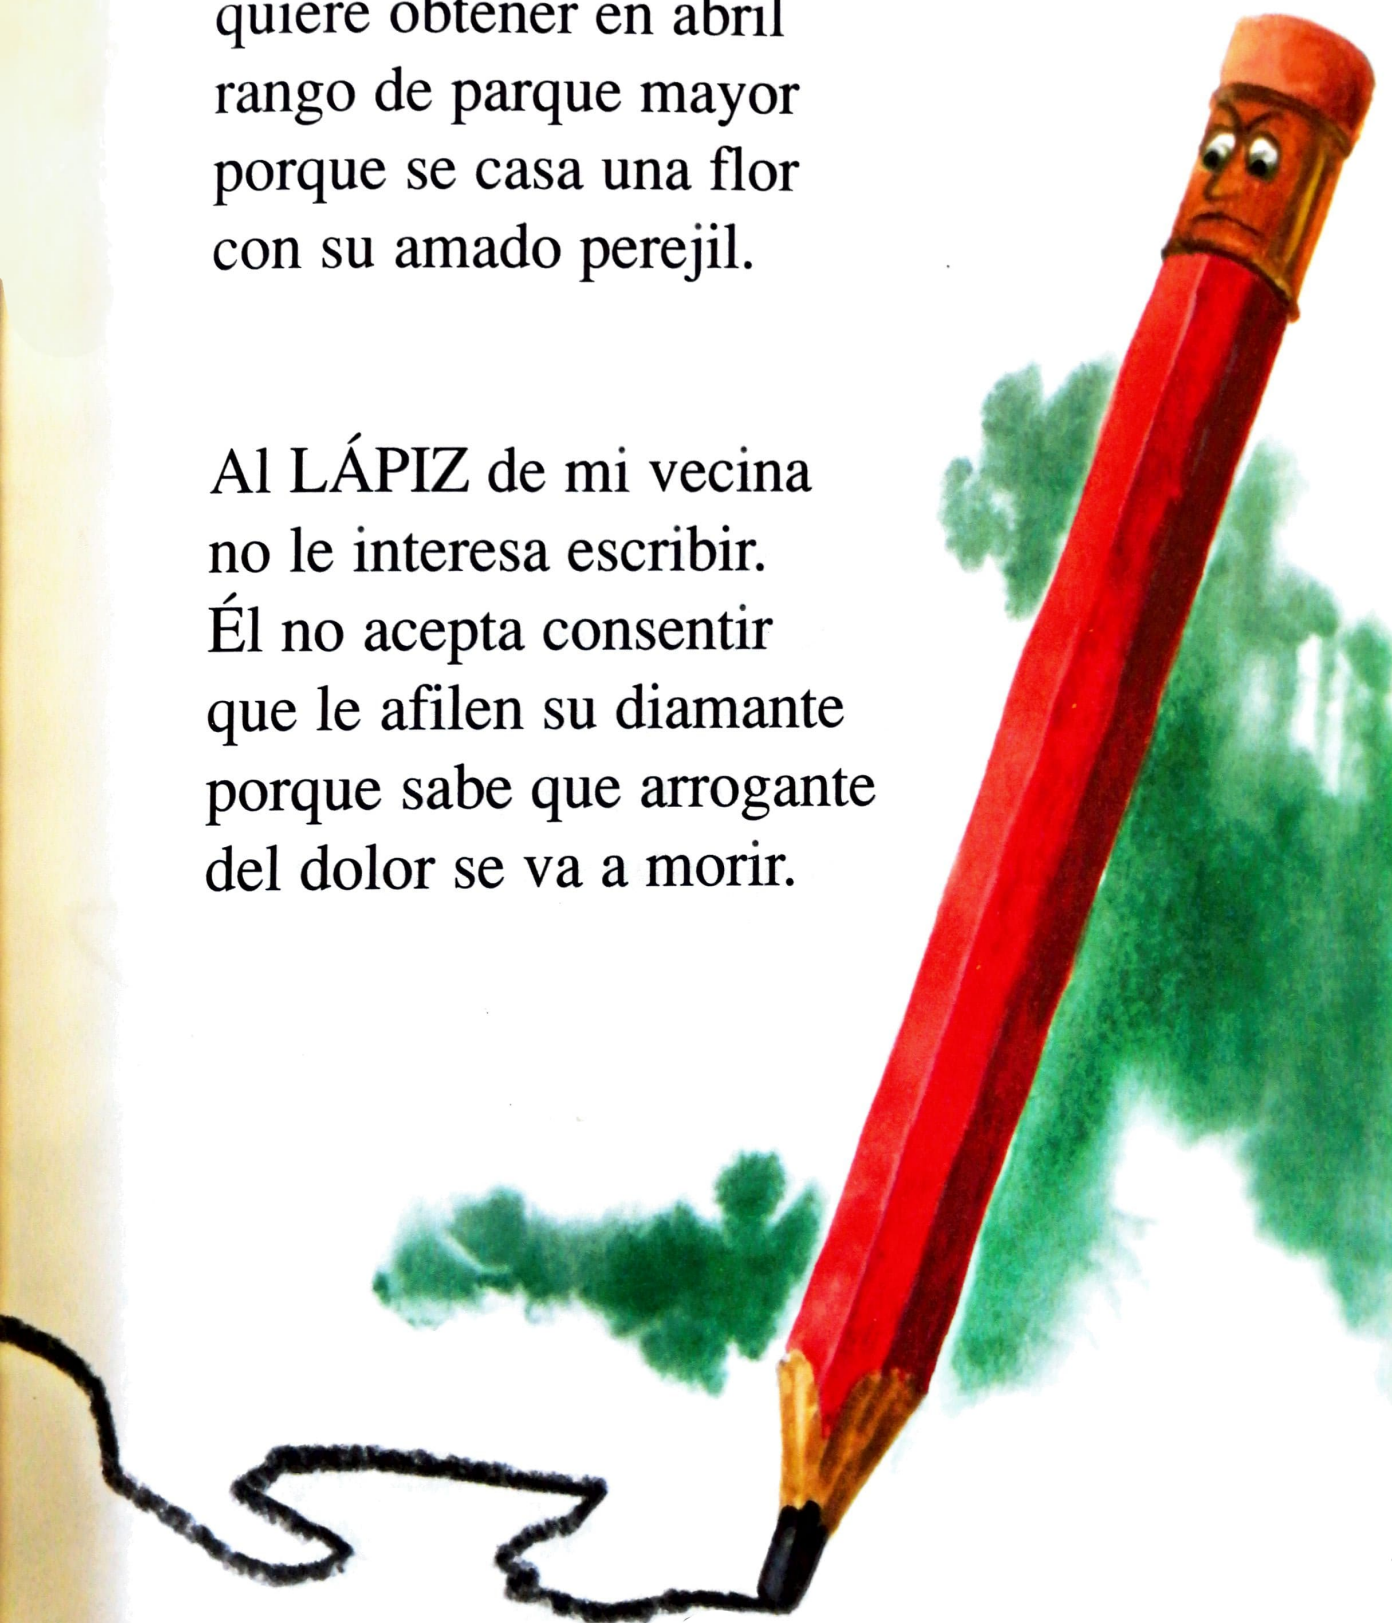 quiere obtener en abril
rango de parque mayor
porque se casa una flor
con su amado perejil.
Al LÁPIZ de mi vecina
no le interesa escribir.
Él no acepta consentir
que le afilen su diamante
porque sabe que arrogante
del dolor se va a morir.